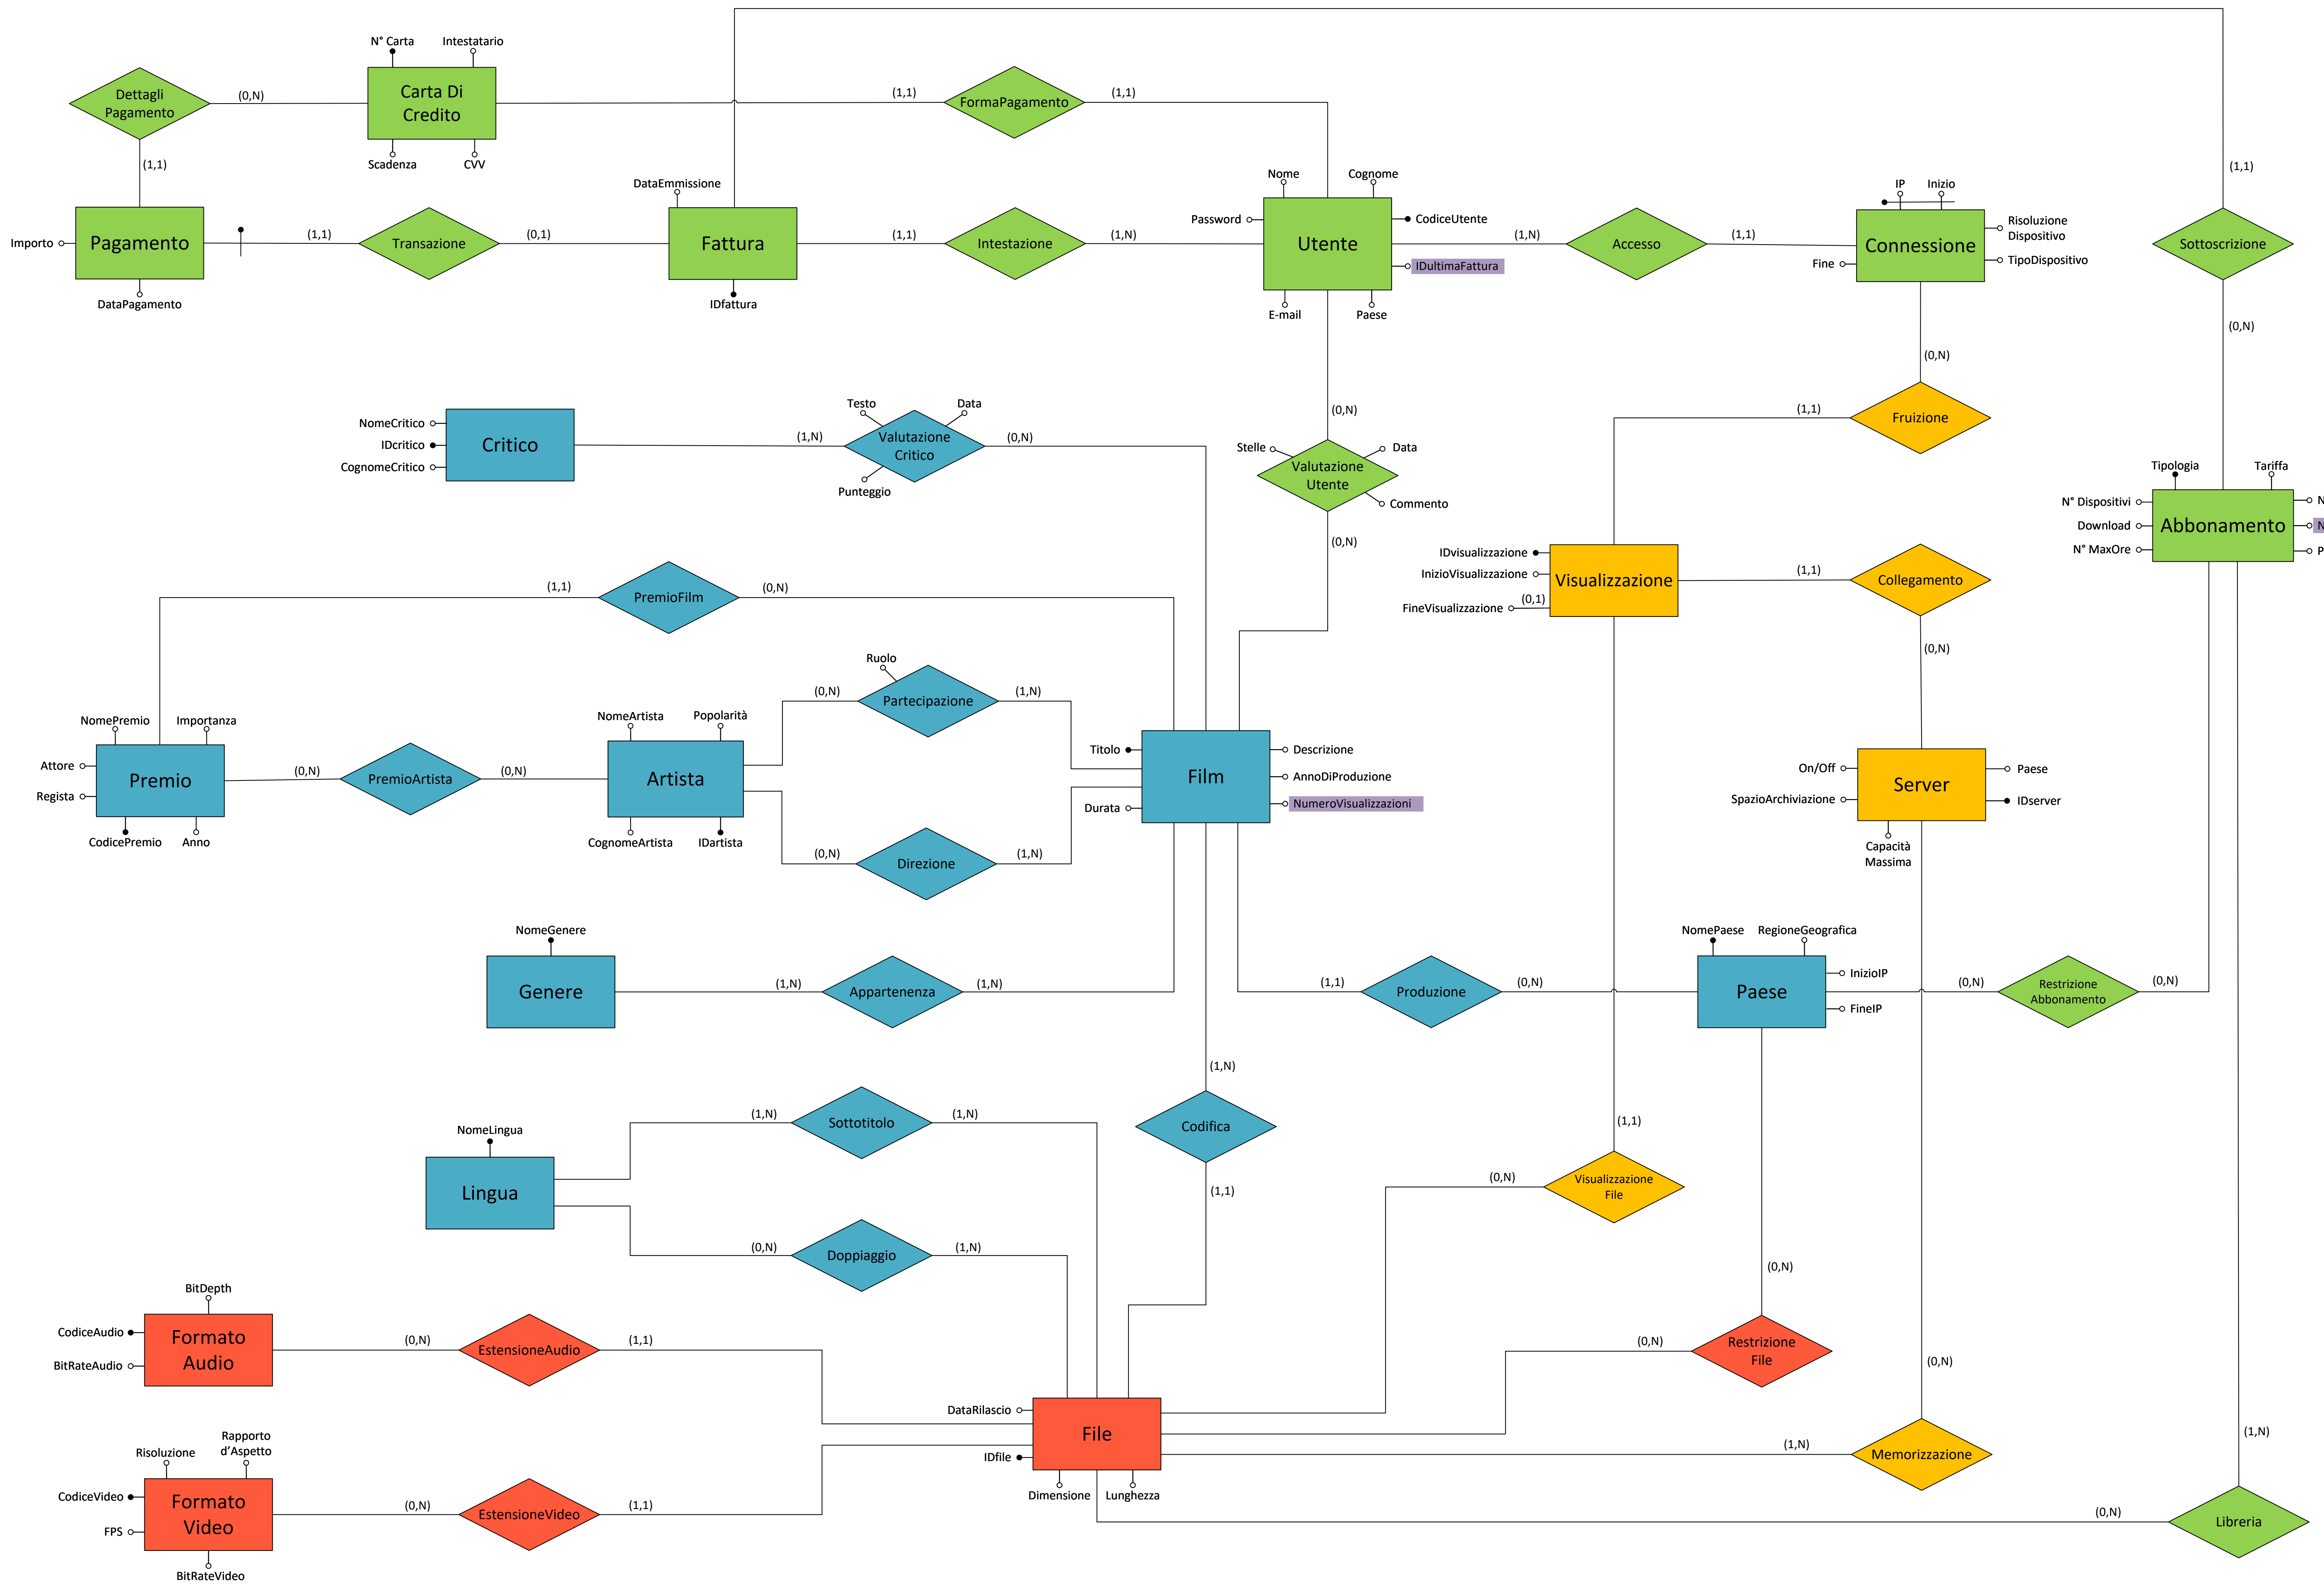 N° Carta
Intestatario
Dettagli
Pagamento
(0,N)
Carta Di
Credito
(1,1)
FormaPagamento
(1,1)
(1,1)
Scadenza
CVV
(1,1)
DataEmmissione
Nome
Cognome
IP
Inizio
Password
CodiceUtente
Risoluzione
Dispositivo
Importo
Pagamento
(1,1)
Transazione
(0,1)
Fattura
(1,1)
Intestazione
(1,N)
Utente
(1,N)
Accesso
(1,1)
Connessione
Sottoscrizione
IDultimaFattura
Fine
TipoDispositivo
DataPagamento
IDfattura
E-mail
Paese
(0,N)
(0,N)
NomeCritico
IDcritico
CognomeCritico
Critico
(1,N)
Testo
Data
Valutazione
Critico
Punteggio
(0,N)
(0,N)
Stelle
Data
Valutazione
Utente
Commento
(0,N)
(1,1)
Fruizione
Tipologia
Tariffa
N° Dispositivi
Download
N° MaxOre
Abbonamento
N
N
P
IDvisualizzazione
InizioVisualizzazione
FineVisualizzazione
(0,1)
Visualizzazione
(1,1)
Collegamento
(0,N)
(1,1)
PremioFilm
(0,N)
Ruolo
(0,N)
Partecipazione
(1,N)
NomePremio
Importanza
Attore
Regista
Premio
CodicePremio
Anno
(0,N)
PremioArtista
(0,N)
NomeArtista
Popolarità
Artista
CognomeArtista
IDartista
(0,N)
Direzione
(1,N)
Titolo
Durata
Film
Descrizione
AnnoDiProduzione
NumeroVisualizzazioni
On/Off
SpazioArchiviazione
Server
Paese
IDserver
Capacità
Massima
NomeGenere
Genere
(1,N)
Appartenenza
(1,N)
(1,1)
Produzione
(0,N)
NomePaese
RegioneGeografica
Paese
InizioIP
FineIP
(0,N)
Restrizione
Abbonamento
(0,N)
(1,N)
Codifica
(1,1)
NomeLingua
Lingua
(1,N)
Sottotitolo
(1,N)
(0,N)
Doppiaggio
(1,N)
(1,1)
(0,N)
Visualizzazione
File
(0,N)
(0,N)
Restrizione
File
(0,N)
BitDepth
CodiceAudio
BitRateAudio
Formato
Audio
(0,N)
EstensioneAudio
(1,1)
DataRilascio
IDfile
File
Dimensione
Lunghezza
(1,N)
Memorizzazione
(1,N)
Risoluzione
Rapporto
d'Aspetto
CodiceVideo
FPS
Formato
Video
BitRateVideo
(0,N)
EstensioneVideo
(1,1)
(0,N)
Libreria